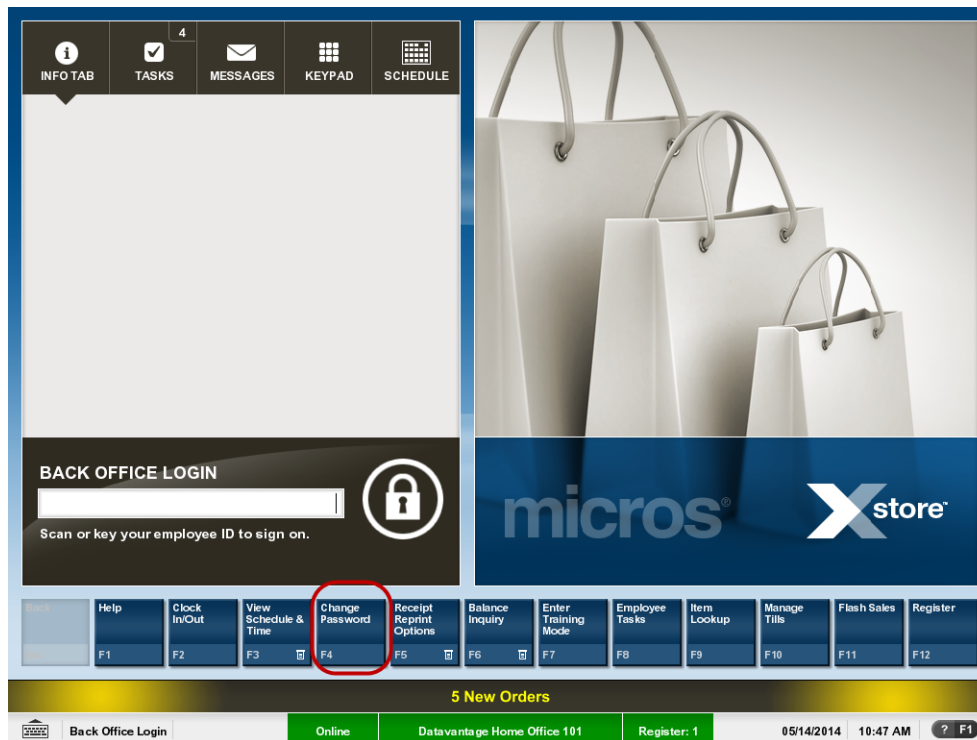 4
INFO TAB
TASKS
MESSAGES
KEYPAD
SCHEDULE
BACK OFFICE LOGIN
Scan or key your employee ID to sign on.
micros®
Xstore™
Back
Help
F1
Clock
In/Out
F2
View
Schedule &
Time
F3
Change
Password
F4
Receipt
Reprint
Options
F5
Balance
Inquiry
F6
Enter
Training
Mode
F7
Employee
Tasks
F8
Item
Lookup
F9
Manage
Tills
F10
Flash Sales
F11
Register
F12
5 New Orders
Back Office Login
Online
Datavantage Home Office 101
Register: 1
05/14/2014
10:47 AM
? F1